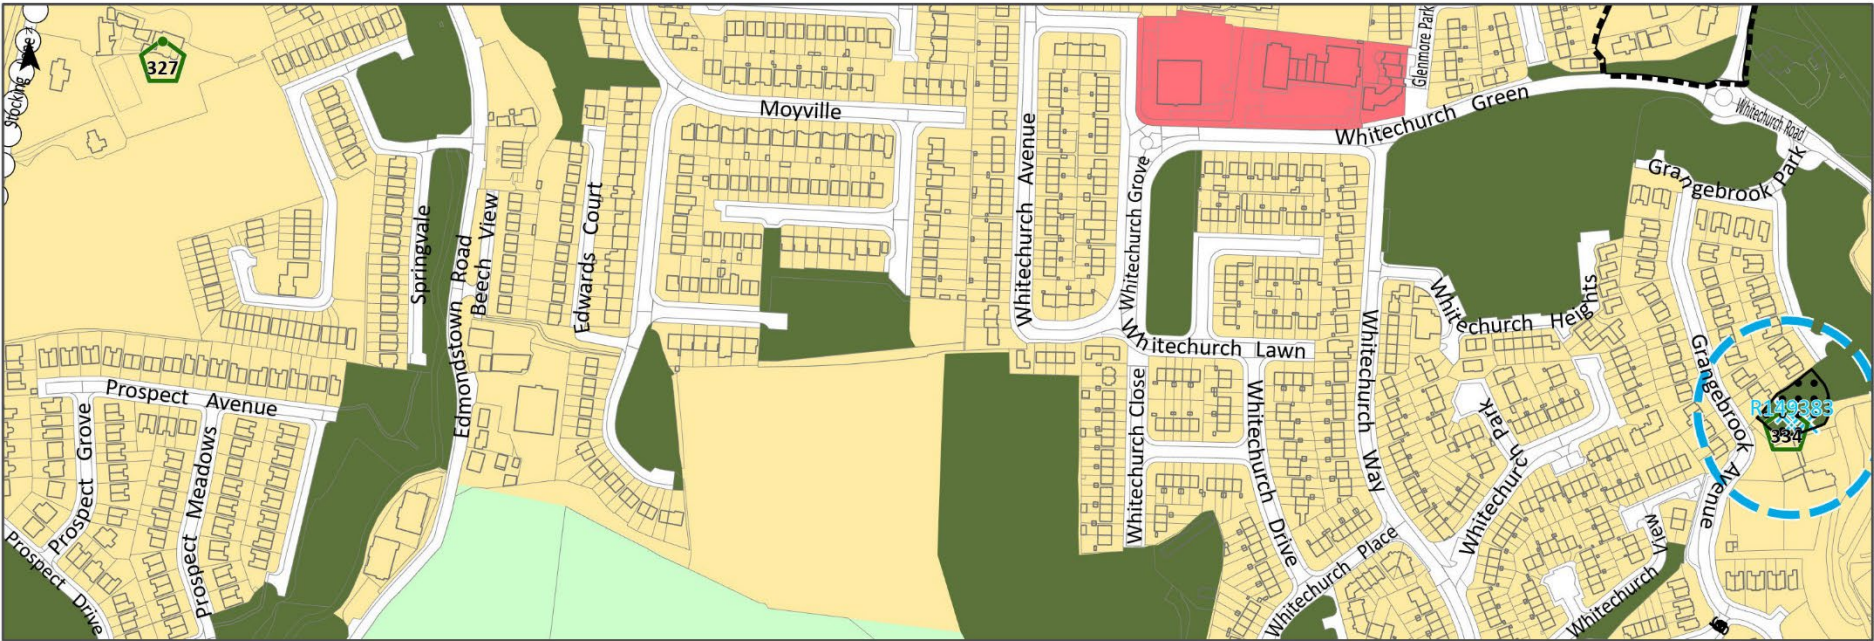 Stocking Lane
327
Moyville
Glenmore Park
Whitechurch Green
Whitechurch Road
Grangebrook Park
Springvale
Edmondstown Road
Beech View
Edwards Court
Whitechurch Avenue
Whitechurch Grove
Whitechurch Heights
Whitechurch Lawn
Prospect Avenue
Prospect Grove
Prospect Meadows
Prospect Drive
Whitechurch Close
Whitechurch Drive
Whitechurch Way
Whitechurch Park
Grangebrook Avenue
R149383
334
Whitechurch Place
Whitechurch View